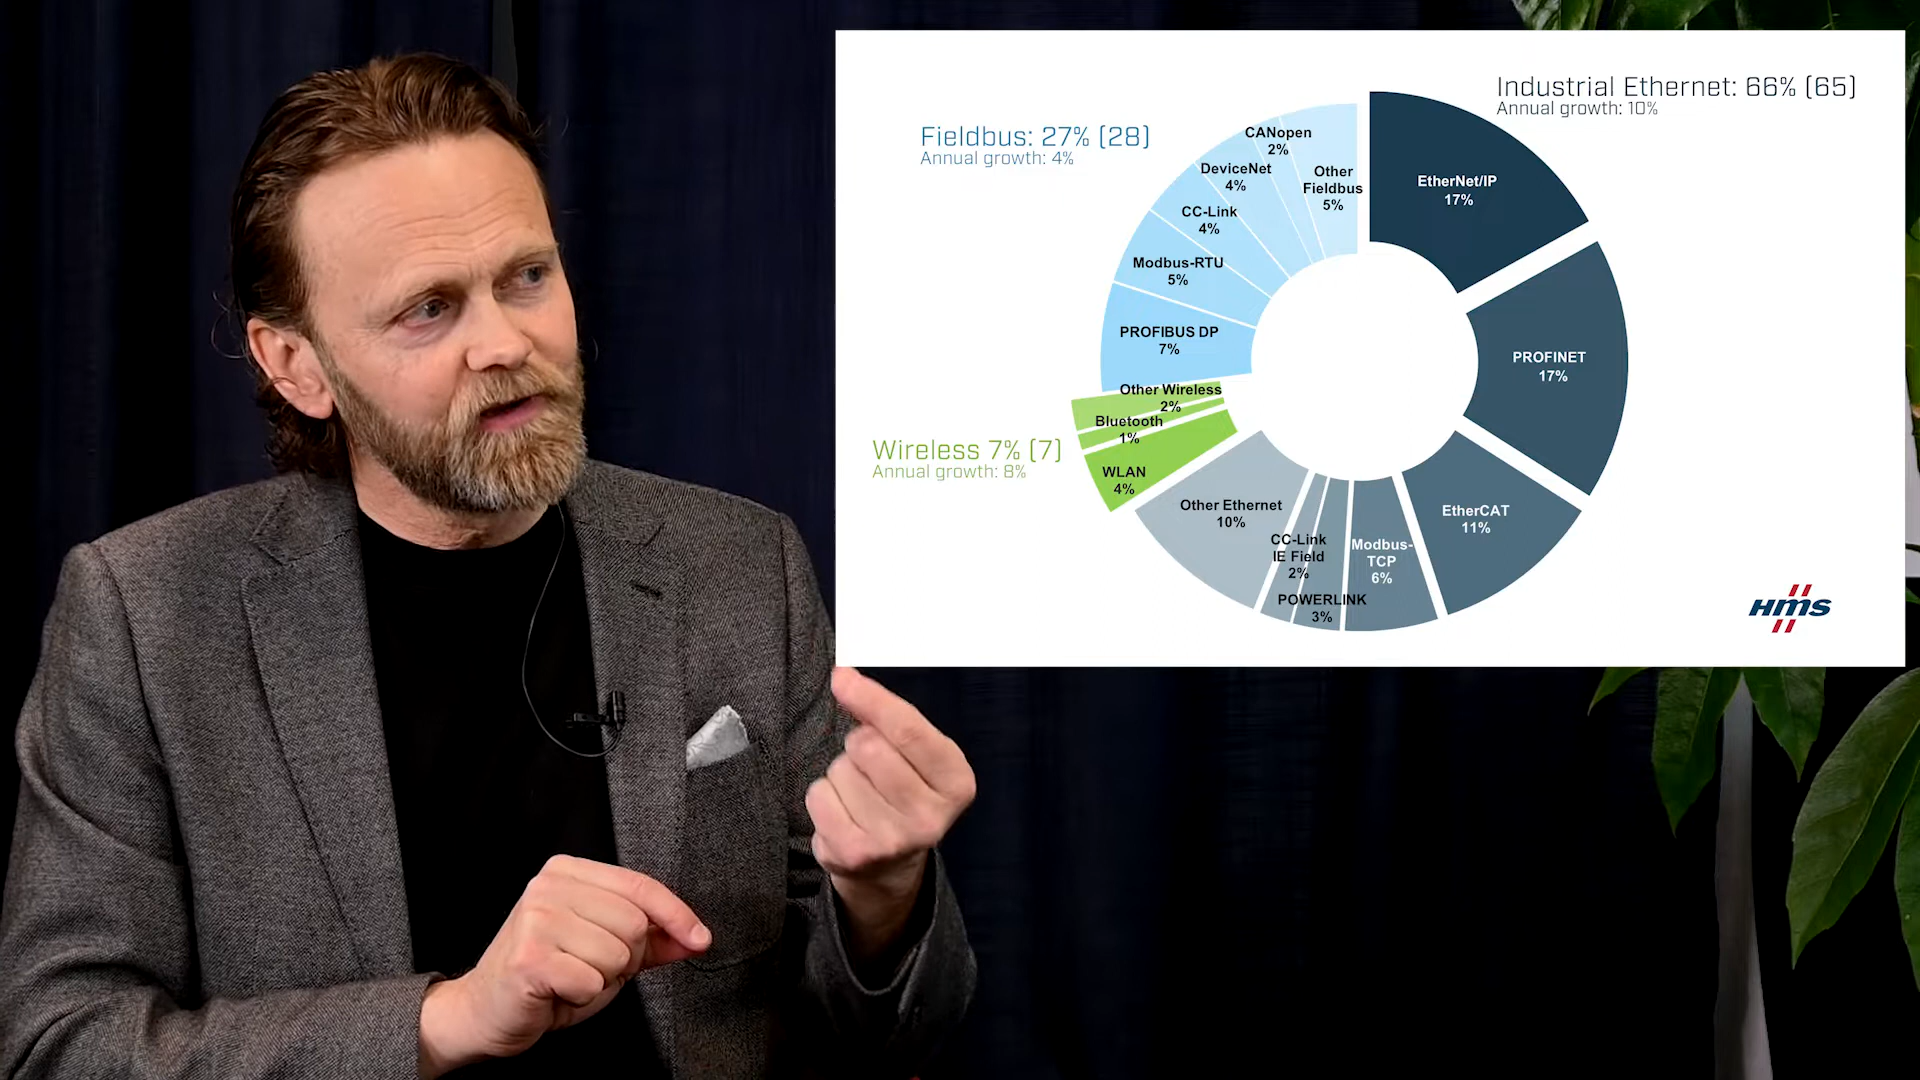 Industrial Ethernet: 66% (65)
Annual growth: 10%
Fieldbus: 27% (28)
Annual growth: 4%
CANopen
2%
DeviceNet
4%
Other
Fieldbus
5%
EtherNet/IP
17%
CC-Link
4%
Modbus-RTU
5%
PROFIBUS DP
7%
PROFINET
17%
Other Wireless
2%
Bluetooth
1%
Wireless 7% (7)
Annual growth: 8%
WLAN
4%
Other Ethernet
10%
CC-Link
IE Field
2%
POWERLINK
3%
Modbus-
TCP
6%
EtherCAT
11%
HMS